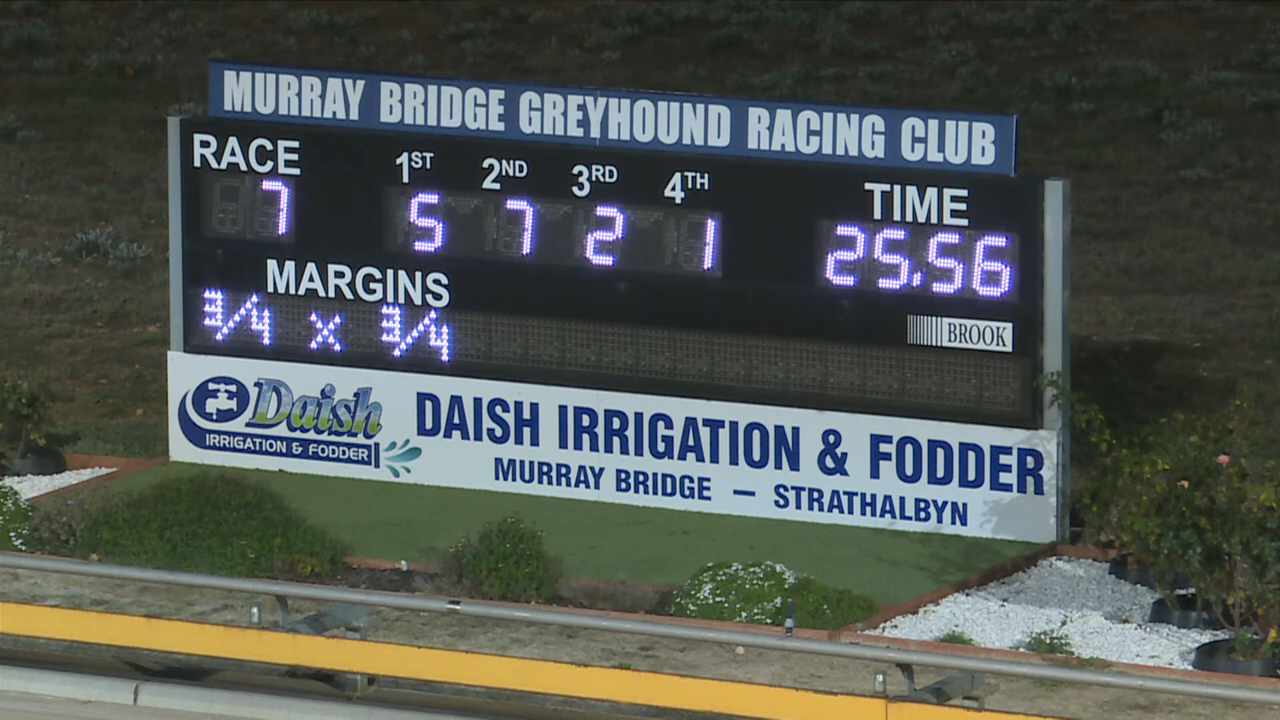 MURRAY BRIDGE GREYHOUND RACING CLUB
RACE 1ST 2ND 3RD 4TH TIME
7 5 7 2 1 25.56
MARGINS
3/4 x 3/4
BROOK
Daish
IRRIGATION & FODDER
DAISH IRRIGATION & FODDER
MURRAY BRIDGE – STRATHALBYN